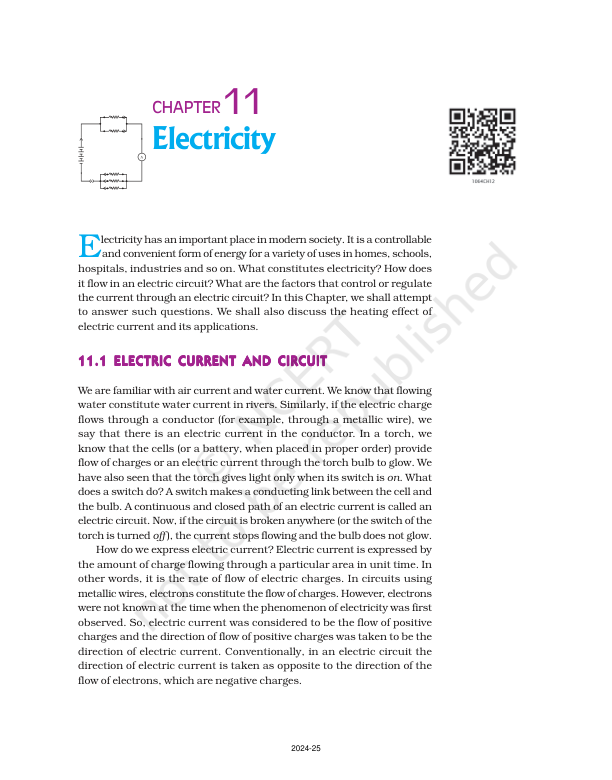 CHAPTER 11
Electricity
1064CH12
Electricity has an important place in modern society. It is a controllable
and convenient form of energy for a variety of uses in homes, schools,
hospitals, industries and so on. What constitutes electricity? How does
it flow in an electric circuit? What are the factors that control or regulate
the current through an electric circuit? In this Chapter, we shall attempt
to answer such questions. We shall also discuss the heating effect of
electric current and its applications.
11.1 ELECTRIC CURRENT AND CIRCUIT
We are familiar with air current and water current. We know that flowing
water constitute water current in rivers. Similarly, if the electric charge
flows through a conductor (for example, through a metallic wire), we
say that there is an electric current in the conductor. In a torch, we
know that the cells (or a battery, when placed in proper order) provide
flow of charges or an electric current through the torch bulb to glow. We
have also seen that the torch gives light only when its switch is on. What
does a switch do? A switch makes a conducting link between the cell and
the bulb. A continuous and closed path of an electric current is called an
electric circuit. Now, if the circuit is broken anywhere (or the switch of the
torch is turned off), the current stops flowing and the bulb does not glow.
How do we express electric current? Electric current is expressed by
the amount of charge flowing through a particular area in unit time. In
other words, it is the rate of flow of electric charges. In circuits using
metallic wires, electrons constitute the flow of charges. However, electrons
were not known at the time when the phenomenon of electricity was first
observed. So, electric current was considered to be the flow of positive
charges and the direction of flow of positive charges was taken to be the
direction of electric current. Conventionally, in an electric circuit the
direction of electric current is taken as opposite to the direction of the
flow of electrons, which are negative charges.
© NCERT
not to be republished
2024-25